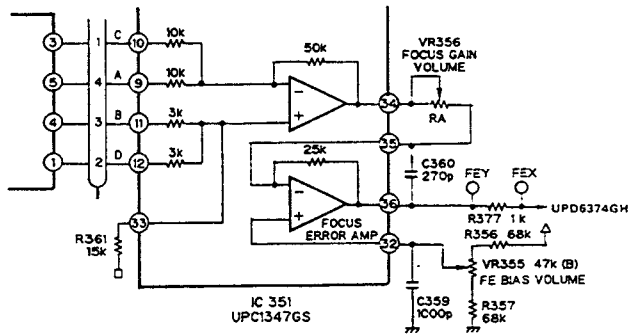 3 1 C 10 10k
5 4 A 9 10k
4 3 B 11 3k
1 2 D 12 3k
33
R361
15k
50k
-
+
34
VR356
FOCUS GAIN
VOLUME
RA
35
25k
-
+
FOCUS
ERROR AMP
C360
270p
36
FEY
FEX
R377 1k
UPD6374GH
R356 68k
32
VR355 47k (B)
FE BIAS VOLUME
C359
1000p
R357
68k
IC 351
UPC1347GS